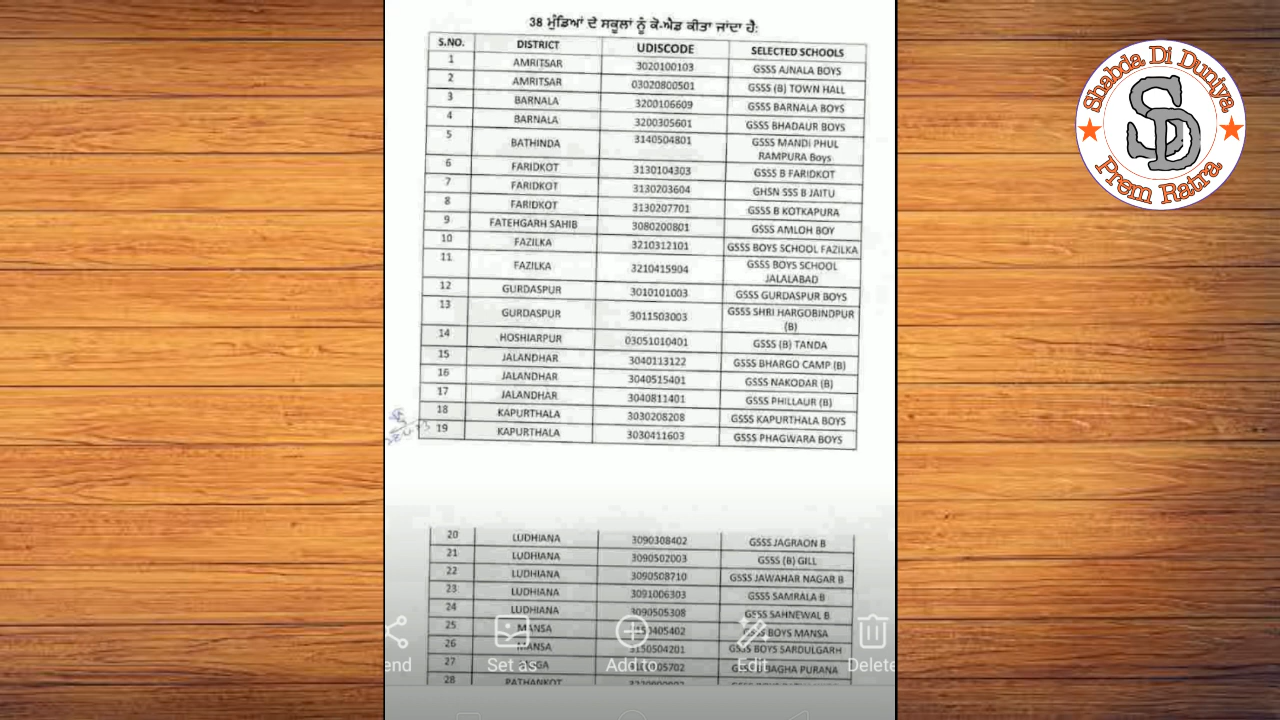 38 ਮੁੰਡਿਆਂ ਦੇ ਸਕੂਲਾਂ ਨੂੰ ਕੋ-ਐਡ ਕੀਤਾ ਜਾਂਦਾ ਹੈ:
S.NO. DISTRICT UDISCODE SELECTED SCHOOLS
1 AMRITSAR 3020100103 GSSS AJNALA BOYS
2 AMRITSAR 03020800501 GSSS (B) TOWN HALL
3 BARNALA 3200106609 GSSS BARNALA BOYS
4 BARNALA 3200305601 GSSS BHADAUR BOYS
5 BATHINDA 3140504801 GSSS MANDI PHUL
RAMPURA Boys
6 FARIDKOT 3130104303 GSSS B FARIDKOT
7 FARIDKOT 3130203604 GHSN SSS B JAITU
8 FARIDKOT 3130207701 GSSS B KOTKAPURA
9 FATEHGARH SAHIB 3080200801 GSSS AMLOH BOY
10 FAZILKA 3210312101 GSSS BOYS SCHOOL FAZILKA
11 FAZILKA 3210415904 GSSS BOYS SCHOOL
JALALABAD
12 GURDASPUR 3010101003 GSSS GURDASPUR BOYS
13 GURDASPUR 3011503003 GSSS SHRI HARGOBINDPUR
(B)
14 HOSHIARPUR 03051010401 GSSS (B) TANDA
15 JALANDHAR 3040113122 GSSS BHARGO CAMP (B)
16 JALANDHAR 3040515401 GSSS NAKODAR (B)
17 JALANDHAR 3040811401 GSSS PHILLAUR (B)
18 KAPURTHALA 3030208208 GSSS KAPURTHALA BOYS
19 KAPURTHALA 3030411603 GSSS PHAGWARA BOYS
20 LUDHIANA 3090308402 GSSS JAGRAON B
21 LUDHIANA 3090502003 GSSS (B) GILL
22 LUDHIANA 3090508710 GSSS JAWAHAR NAGAR B
23 LUDHIANA 3091006303 GSSS SAMRALA B
24 LUDHIANA 3090505308 GSSS SAHNEWAL B
25 MANSA 3150405402 GSSS BOYS MANSA
26 MANSA 3150504201 GSSS BOYS SARDULGARH
27 BAGHA PURANA
28 PATHANKOT
end Set as Add to Edit Delete
Shabda Di Duniya
SD
Prem Ratra